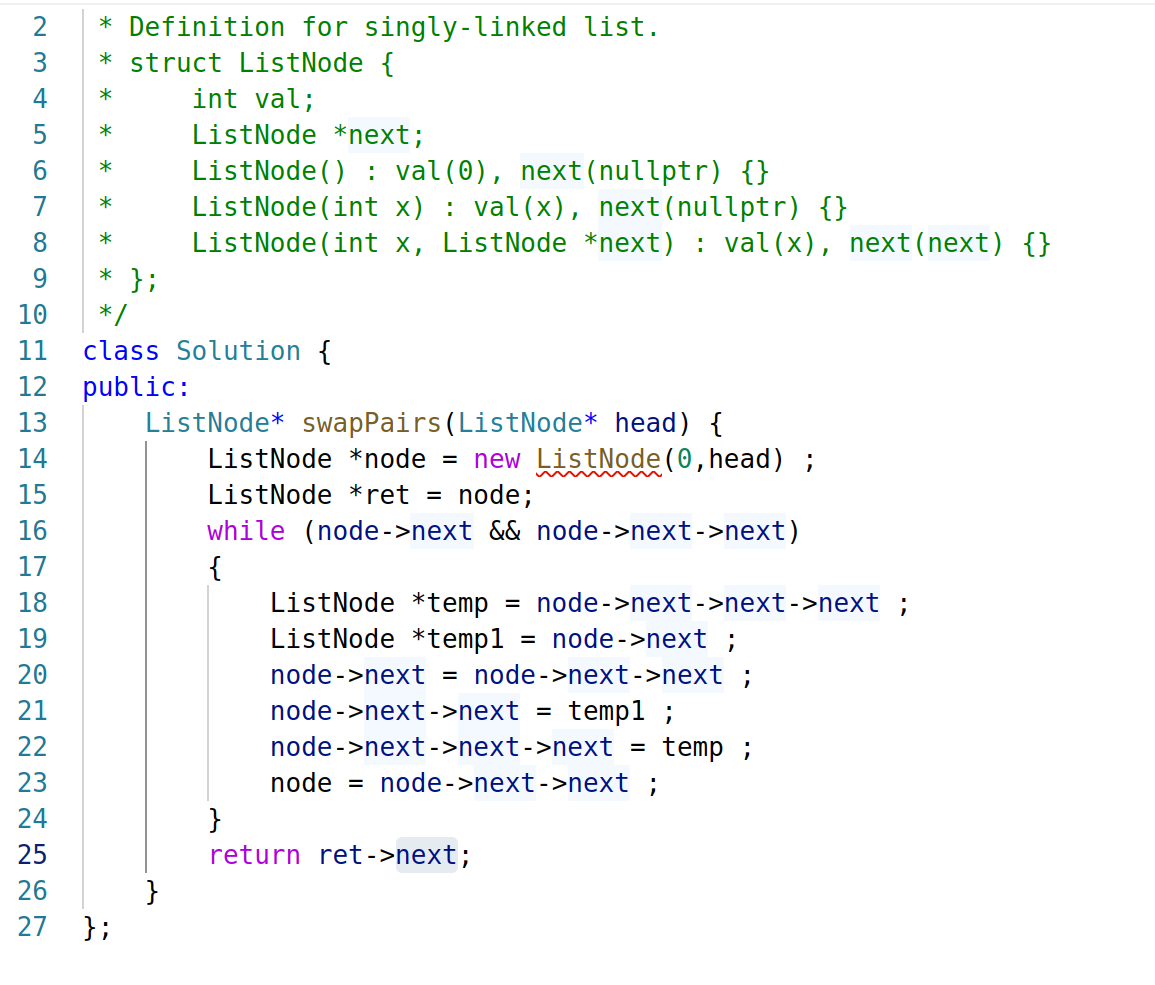 2  * Definition for singly-linked list.
3  * struct ListNode {
4  *     int val;
5  *     ListNode *next;
6  *     ListNode() : val(0), next(nullptr) {}
7  *     ListNode(int x) : val(x), next(nullptr) {}
8  *     ListNode(int x, ListNode *next) : val(x), next(next) {}
9  * };
10  */
11 class Solution {
12 public:
13     ListNode* swapPairs(ListNode* head) {
14         ListNode *node = new ListNode(0,head) ;
15         ListNode *ret = node;
16         while (node->next && node->next->next)
17         {
18             ListNode *temp = node->next->next->next ;
19             ListNode *temp1 = node->next ;
20             node->next = node->next->next ;
21             node->next->next = temp1 ;
22             node->next->next->next = temp ;
23             node = node->next->next ;
24         }
25         return ret->next;
26     }
27 };